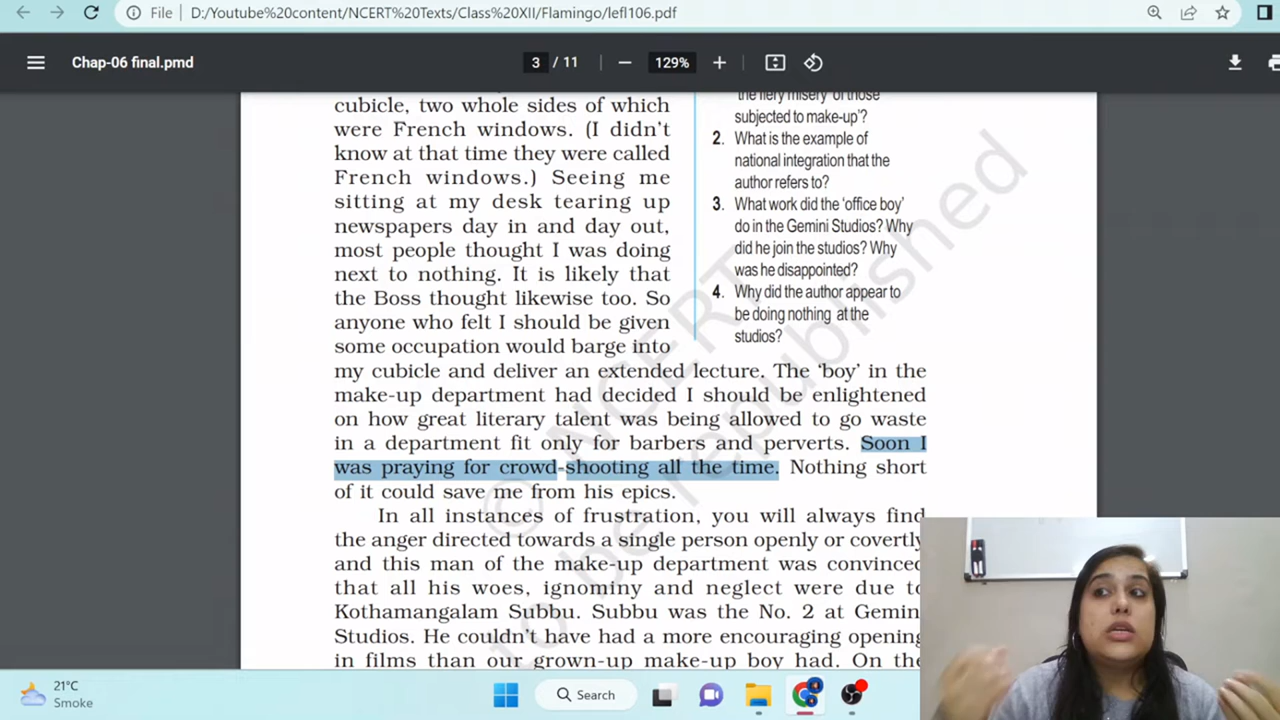 File
D:/Youtube%20content/NCERT%20Texts/Class%20XII/Flamingo/lefl106.pdf
Chap-06 final.pmd
3 / 11
129%
cubicle, two whole sides of which
were French windows. (I didn't
know at that time they were called
French windows.) Seeing me
sitting at my desk tearing up
newspapers day in and day out,
most people thought I was doing
next to nothing. It is likely that
the Boss thought likewise too. So
anyone who felt I should be given
some occupation would barge into
my cubicle and deliver an extended lecture. The 'boy' in the
make-up department had decided I should be enlightened
on how great literary talent was being allowed to go waste
in a department fit only for barbers and perverts. Soon I
was praying for crowd-shooting all the time. Nothing short
of it could save me from his epics.
In all instances of frustration, you will always find
the anger directed towards a single person openly or covertly
and this man of the make-up department was convinced
that all his woes, ignominy and neglect were due to
Kothamangalam Subbu. Subbu was the No. 2 at Gemin
Studios. He couldn't have had a more encouraging opening
in films than our grown-up make-up boy had. On the
the fiery misery' of those
subjected to make-up'?
2. What is the example of
national integration that the
author refers to?
3. What work did the 'office boy'
do in the Gemini Studios? Why
did he join the studios? Why
was he disappointed?
4. Why did the author appear to
be doing nothing at the
studios?
© NCERT
to be republished
21°C
Smoke
Search